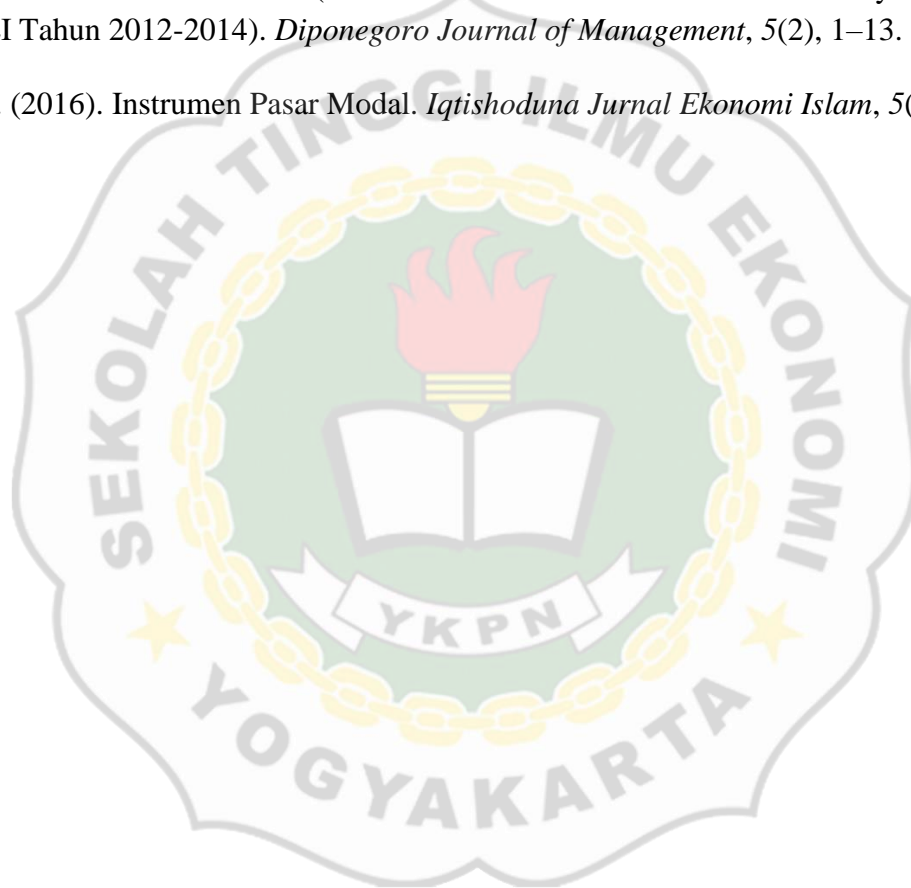 I Tahun 2012-2014). Diponegoro Journal of Management, 5(2), 1–13.
(2016). Instrumen Pasar Modal. Iqtishoduna Jurnal Ekonomi Islam, 5(
SEKOLAH TINGGI ILMU EKONOMI
YKPN
YOGYAKARTA